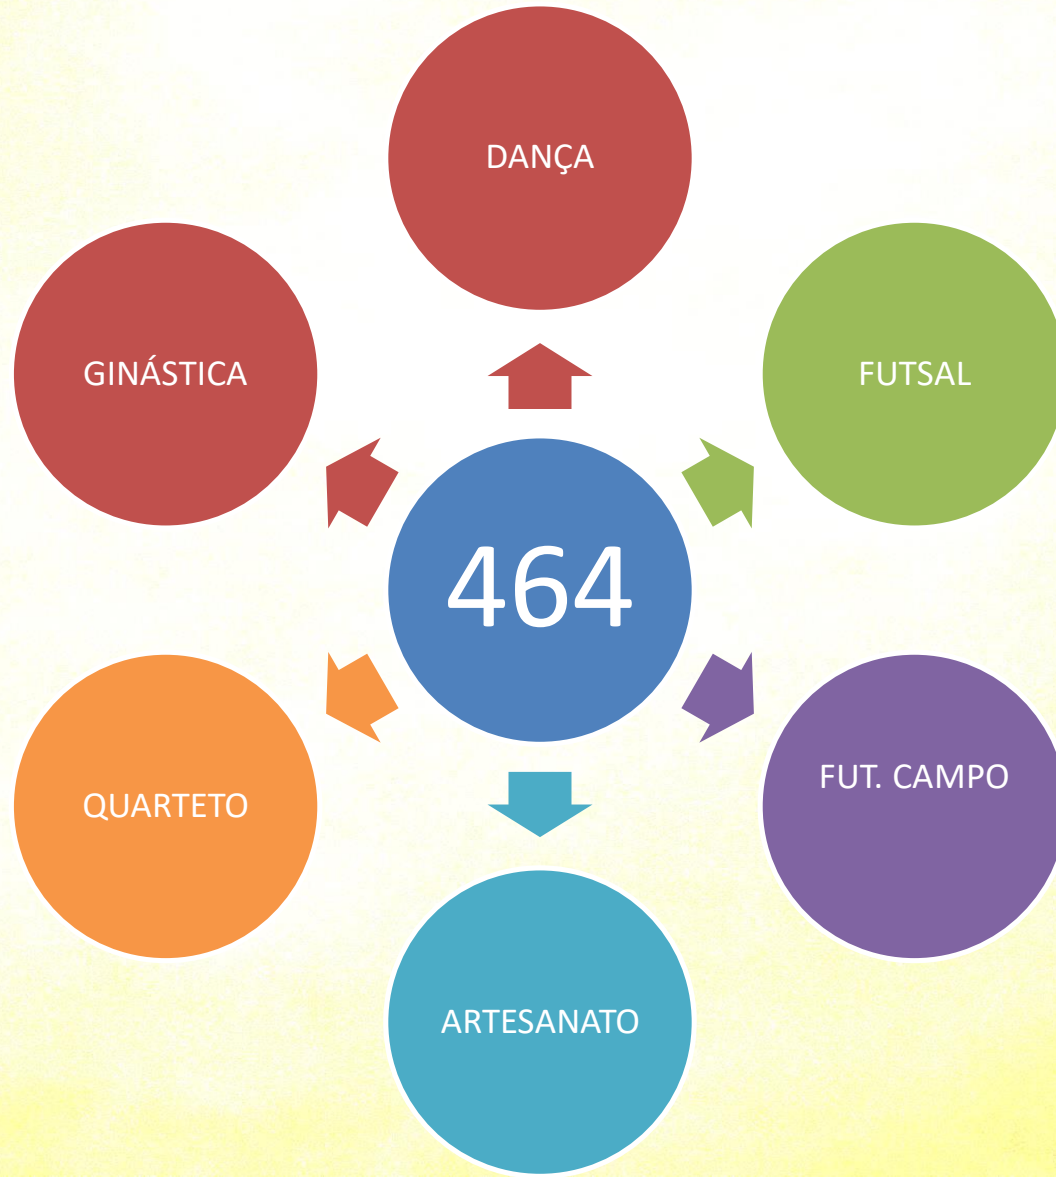 DANÇA
GINÁSTICA
FUTSAL
464
QUARTETO
FUT. CAMPO
ARTESANATO